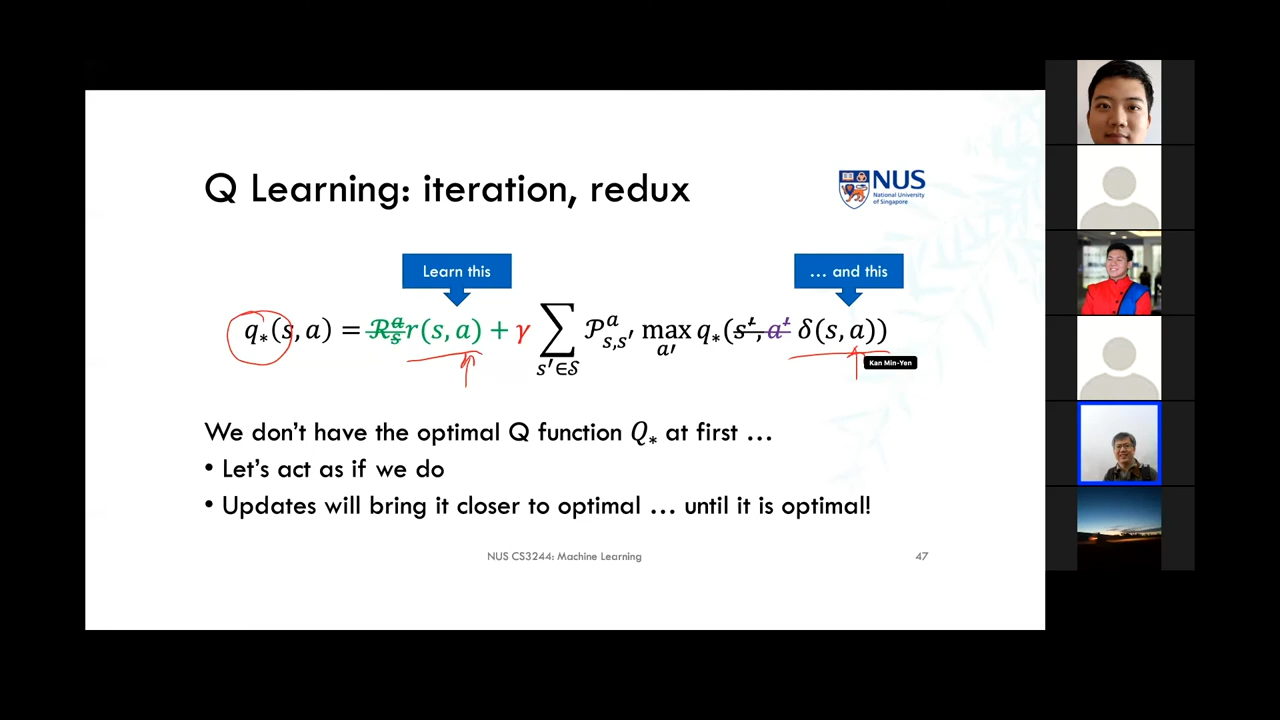 Q Learning: iteration, redux
NUS
National University
of Singapore
Learn this
... and this
q∗(s, a) = ℛₛᵃ r(s, a) + γ ∑ s′∈𝒮 𝒫ᵃₛ,ₛ′ max a′ q∗(s′, a′ δ(s, a))
Kan Min-Yen
We don't have the optimal Q function Q∗ at first ...
• Let's act as if we do
• Updates will bring it closer to optimal ... until it is optimal!
NUS CS3244: Machine Learning
47